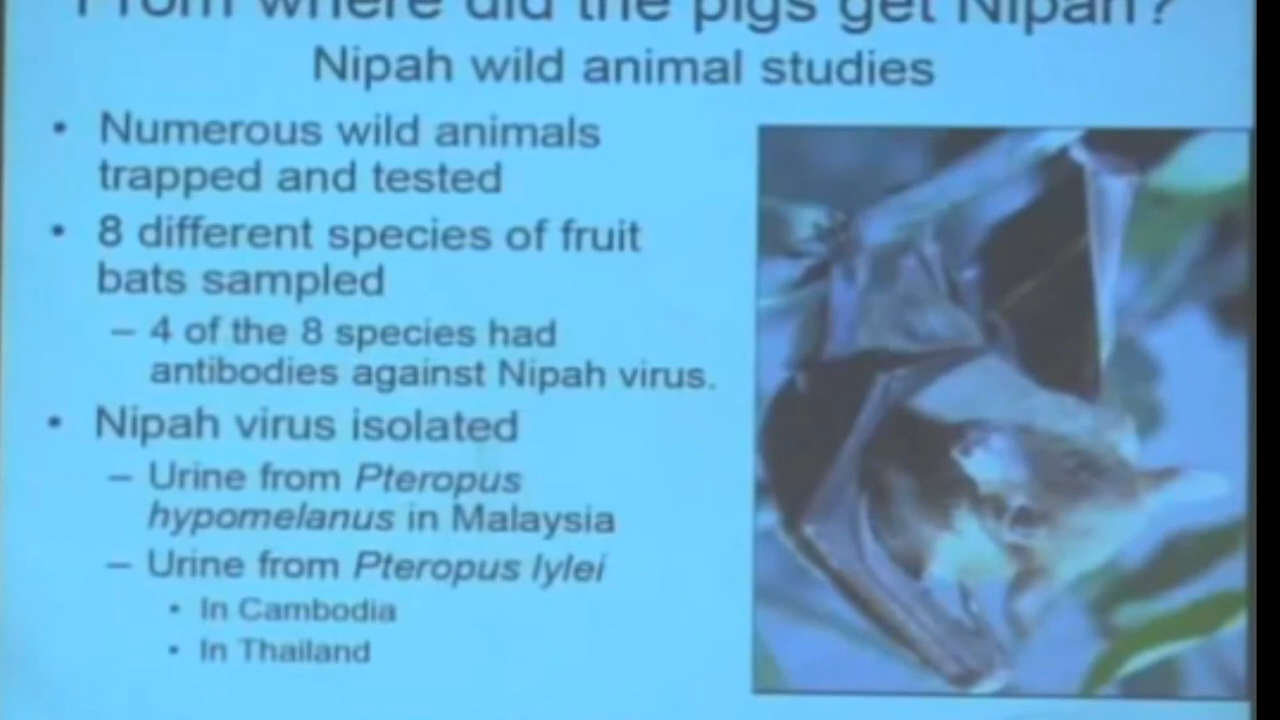 From where did the pigs get Nipah?
Nipah wild animal studies
• Numerous wild animals
trapped and tested
• 8 different species of fruit
bats sampled
– 4 of the 8 species had
antibodies against Nipah virus.
• Nipah virus isolated
– Urine from Pteropus
hypomelanus in Malaysia
– Urine from Pteropus lylei
• In Cambodia
• In Thailand